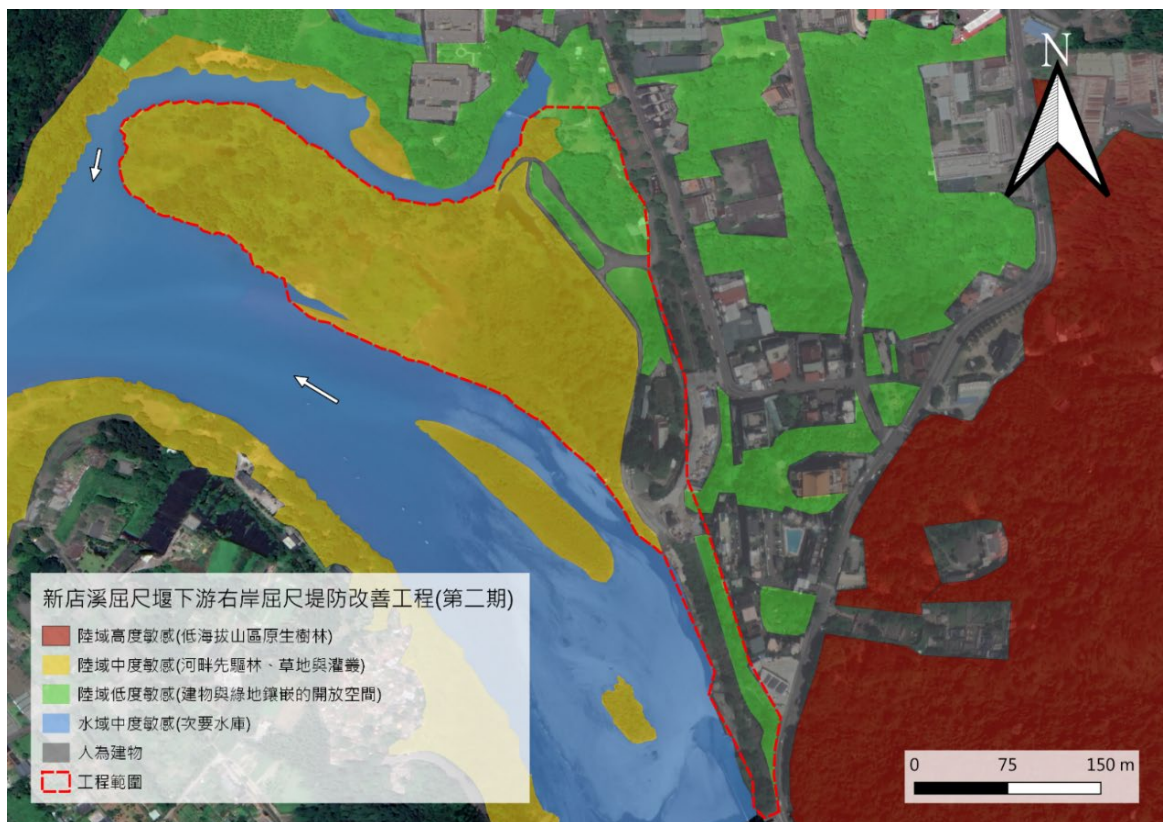 N
新店溪屈尺堰下游右岸屈尺堤防改善工程(第二期)
陸域高度敏感(低海拔山區原生樹林)
陸域中度敏感(河畔先驅林、草地與灌叢)
陸域低度敏感(建物與綠地鑲嵌的開放空間)
水域中度敏感(次要水庫)
人為建物
工程範圍
0 75 150 m